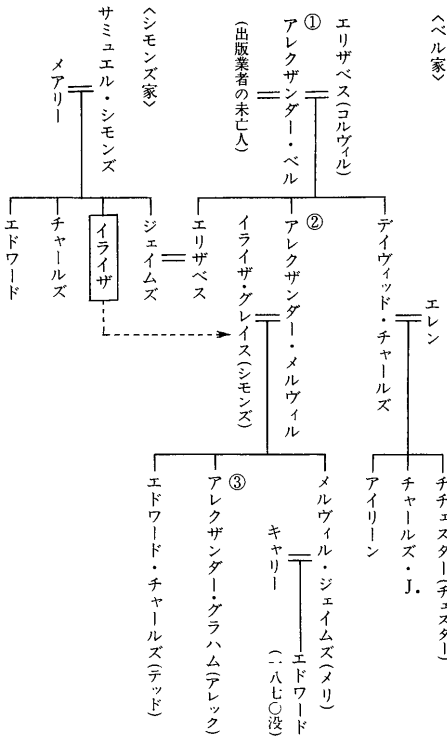 〈ベル家〉
エリザベス(コルヴィル)
①
アレクザンダー・ベル
(出版業者の未亡人)
エレン
デイヴィッド・チャールズ
②
アレクザンダー・メルヴィル
イライザ・グレイス(シモンズ)
エリザベス
チチェスター(チェスター)
チャールズ・J.
アイリーン
メルヴィル・ジェイムズ(メリ)
キャリー
エドワード
(一八七〇没)
③
アレクザンダー・グラハム(アレック)
エドワード・チャールズ(テッド)
〈シモンズ家〉
サミュエル・シモンズ
メアリー
ジェイムズ
イライザ
チャールズ
エドワード